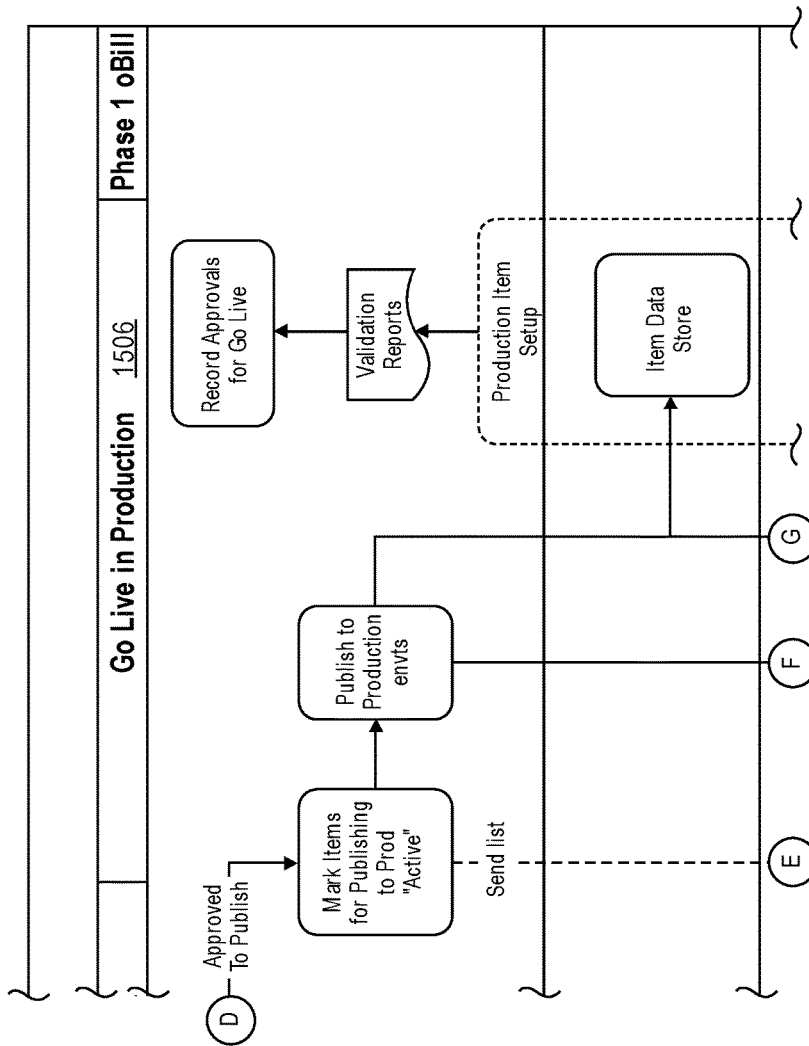 Go Live in Production 1506
Phase 1 oBill
D
Approved
To Publish
Mark Items
for Publishing
to Prod
"Active"
Send list
E
Publish to
Production
envts
F
G
Record Approvals
for Go Live
Validation
Reports
Production Item
Setup
Item Data
Store